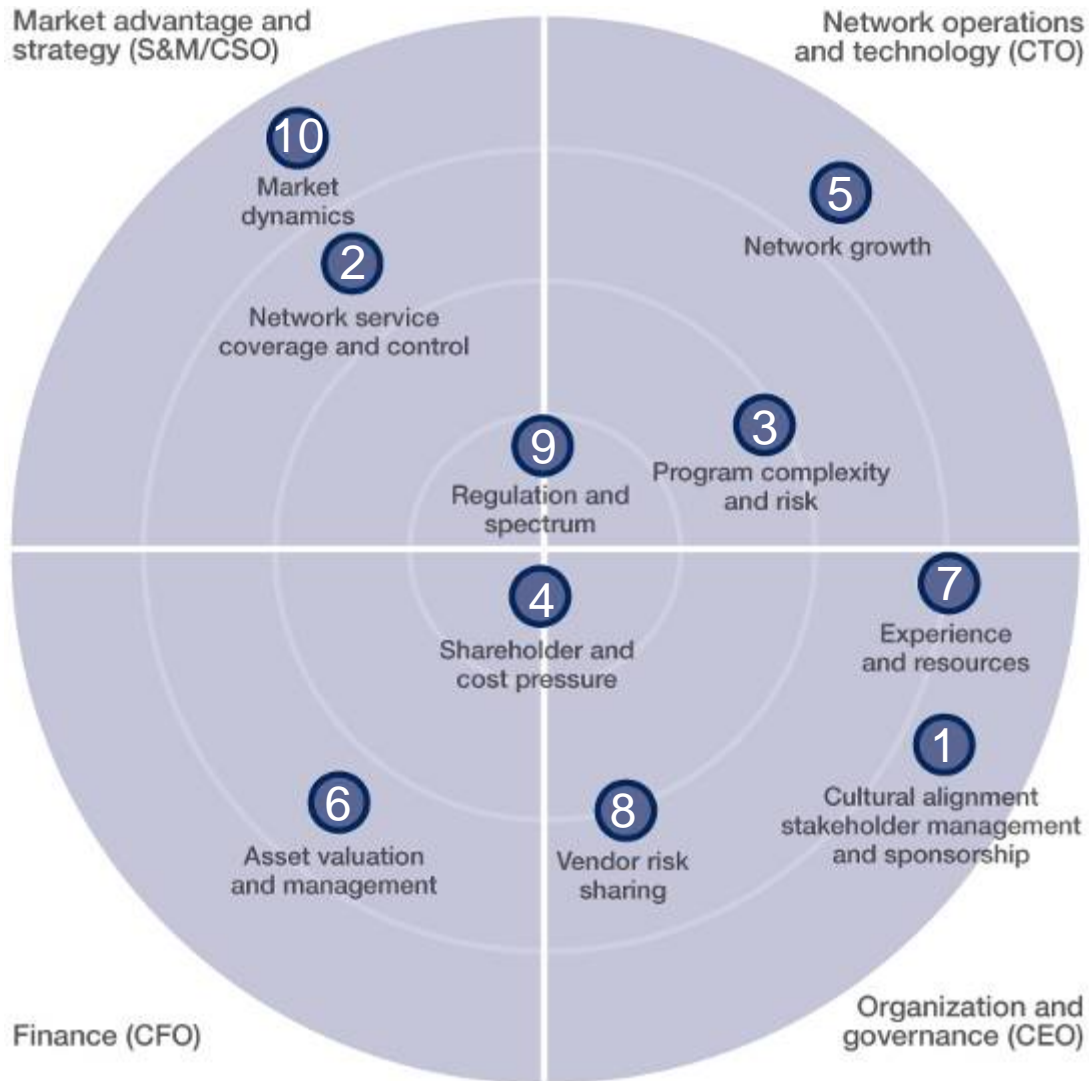 Market advantage and
strategy (S&M/CSO)
Network operations
and technology (CTO)
10
Market
dynamics
5
Network growth
2
Network service
coverage and control
3
Program complexity
and risk
9
Regulation and
spectrum
4
Shareholder and
cost pressure
7
Experience
and resources
1
Cultural alignment
stakeholder management
and sponsorship
6
Asset valuation
and management
8
Vendor risk
sharing
Finance (CFO)
Organization and
governance (CEO)